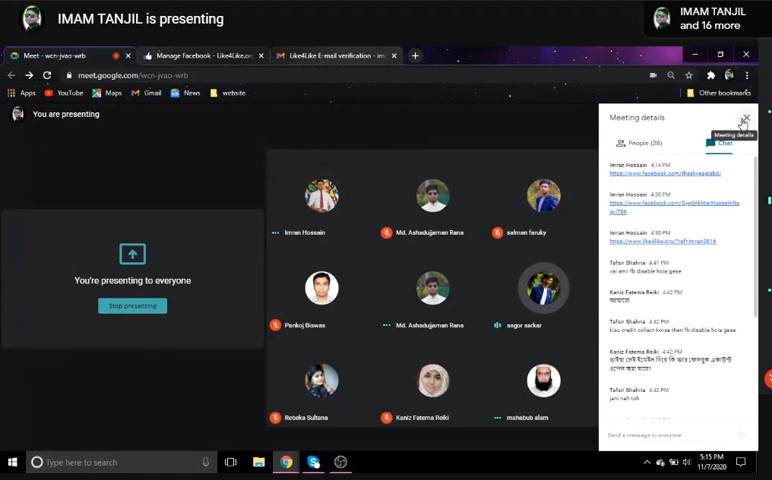 IMAM TANJIL is presenting
IMAM TANJIL
and 16 more
Meet - wcn-jvao-wrb
Manage Facebook - Like4Like.org
Like4Like E-mail verification - im
meet.google.com/wcn-jvao-wrb
Apps
YouTube
Maps
Gmail
News
website
Other bookmarks
You are presenting
Meeting details
Meeting details
People (28)
Chat
You're presenting to everyone
Stop presenting
Imran Hossain
Md. Ashadujjaman Rana
salman faruky
Pankoj Biswas
Md. Ashadujjaman Rana
sagor sarkar
Rebeka Sultana
Kaniz Fatema Reiki
mahabub alam
Imran Hossain 4:14 PM
Imran Hossain 4:35 PM
Imran Hossain 4:39 PM
Tafsir Shahria 4:41 PM
vai amr fb disable hoia gese
Kaniz Fatema Reiki 4:42 PM
Tafsir Shahria 4:42 PM
kisu credit collect korse then fb disable hoia gese
Kaniz Fatema Reiki 4:42 PM
Tafsir Shahria 4:42 PM
jani nah toh
Send a message to everyone
Type here to search
5:15 PM
11/7/2020